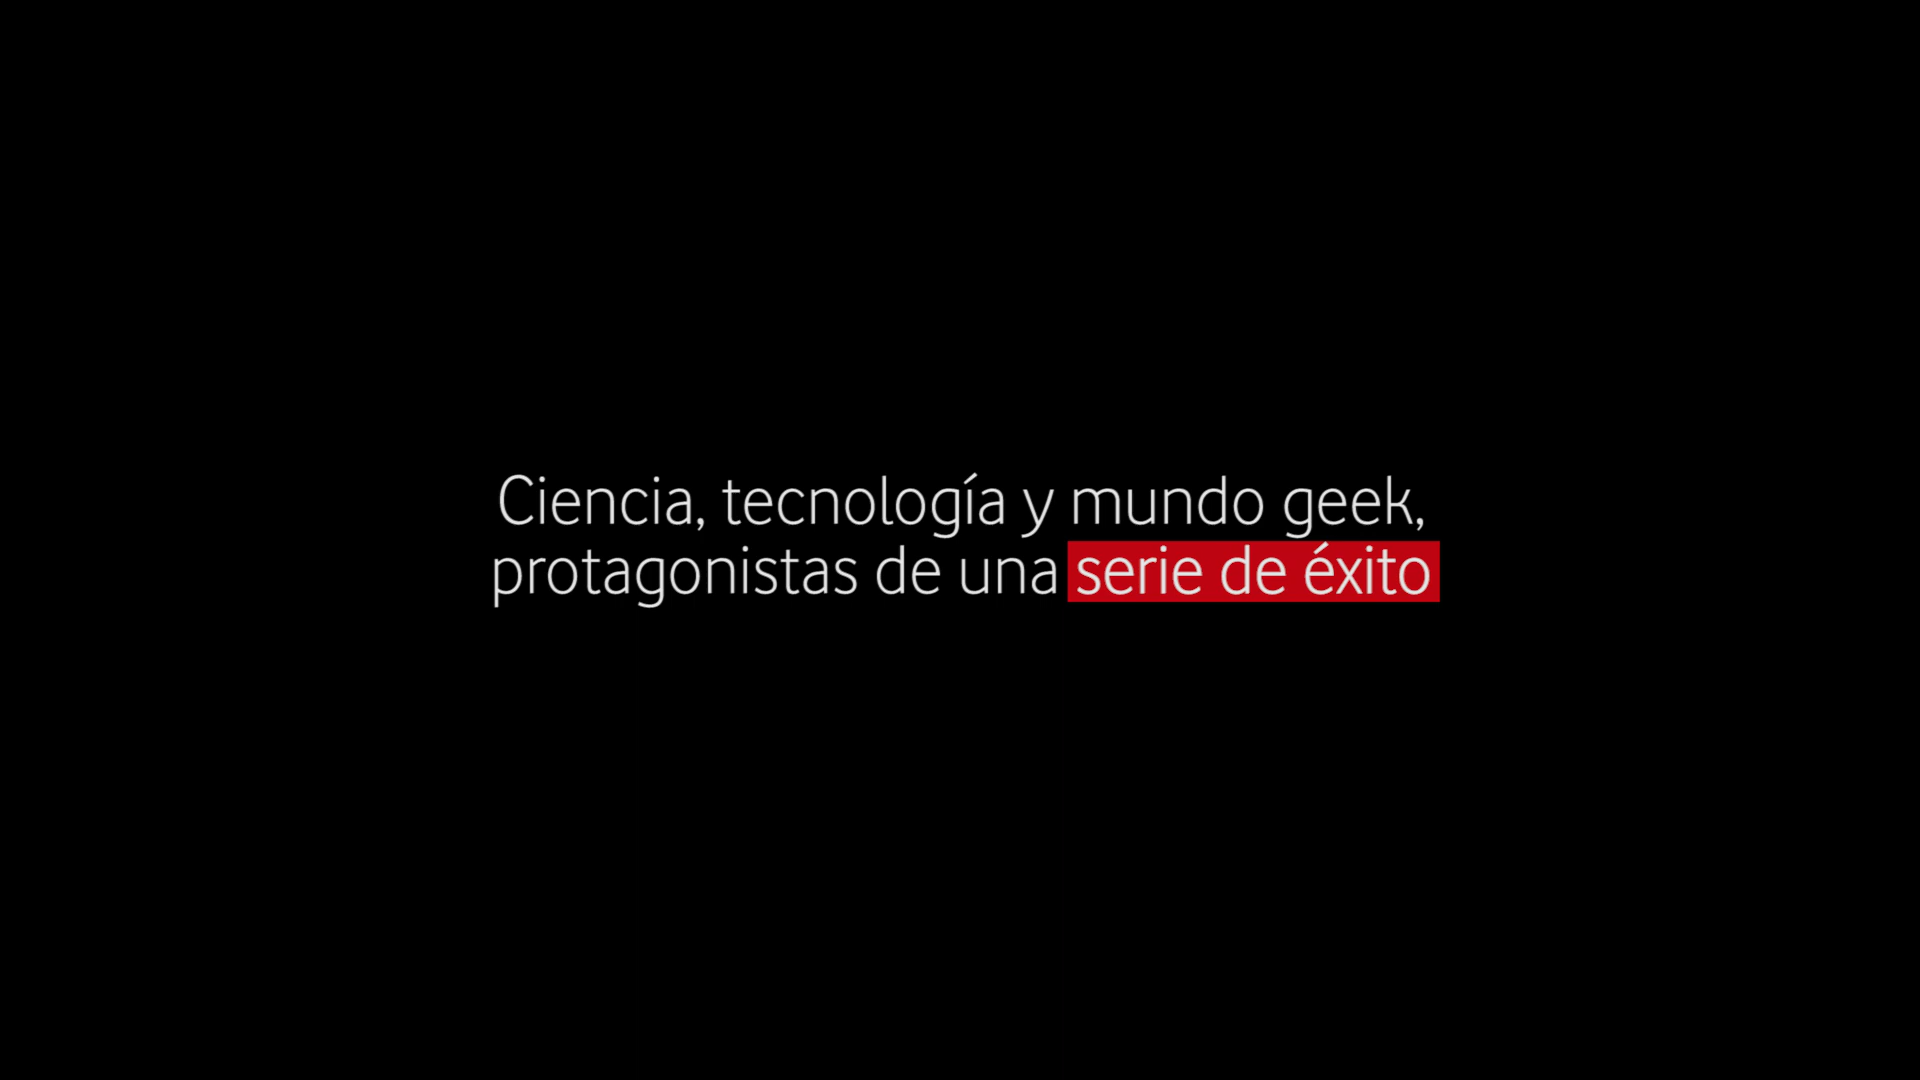 Ciencia, tecnología y mundo geek,
protagonistas de una serie de éxito